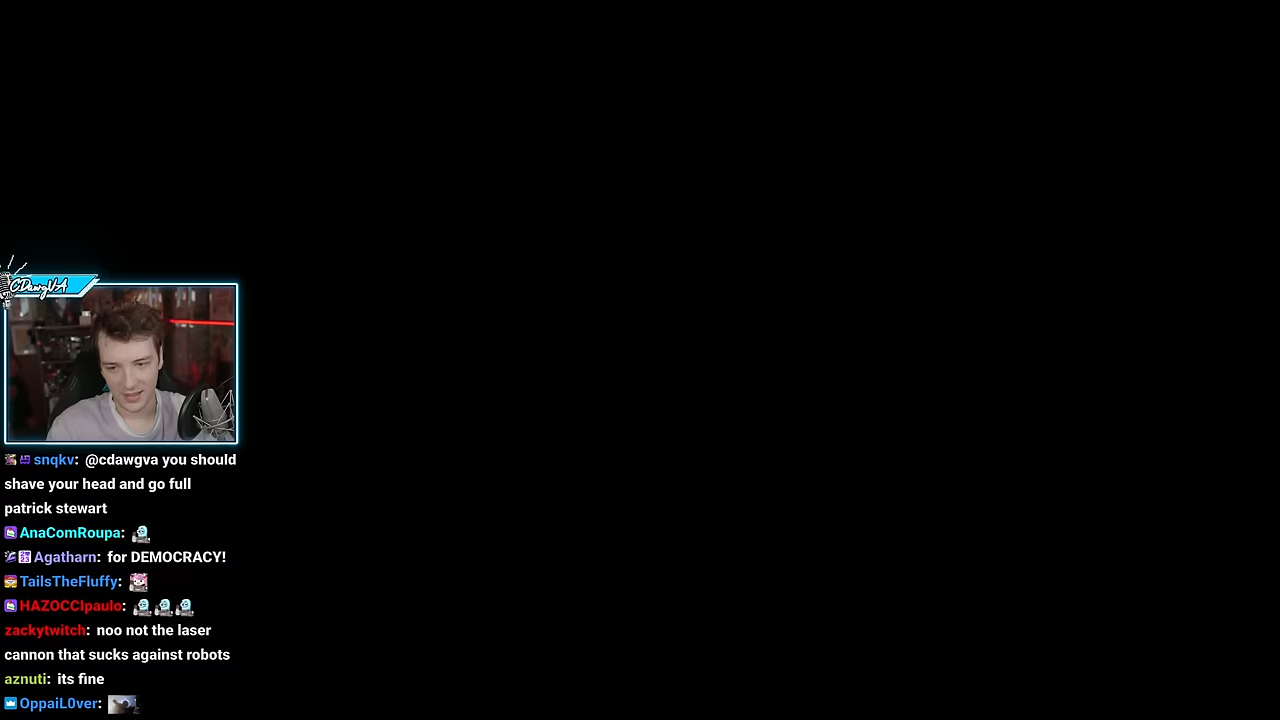 CDawgVA
snqkv: @cdawgva you should
shave your head and go full
patrick stewart
AnaComRoupa:
Agatharn: for DEMOCRACY!
TailsTheFluffy:
HAZOCCIpaulo:
zackytwitch: noo not the laser
cannon that sucks against robots
aznuti: its fine
OppaiL0ver: